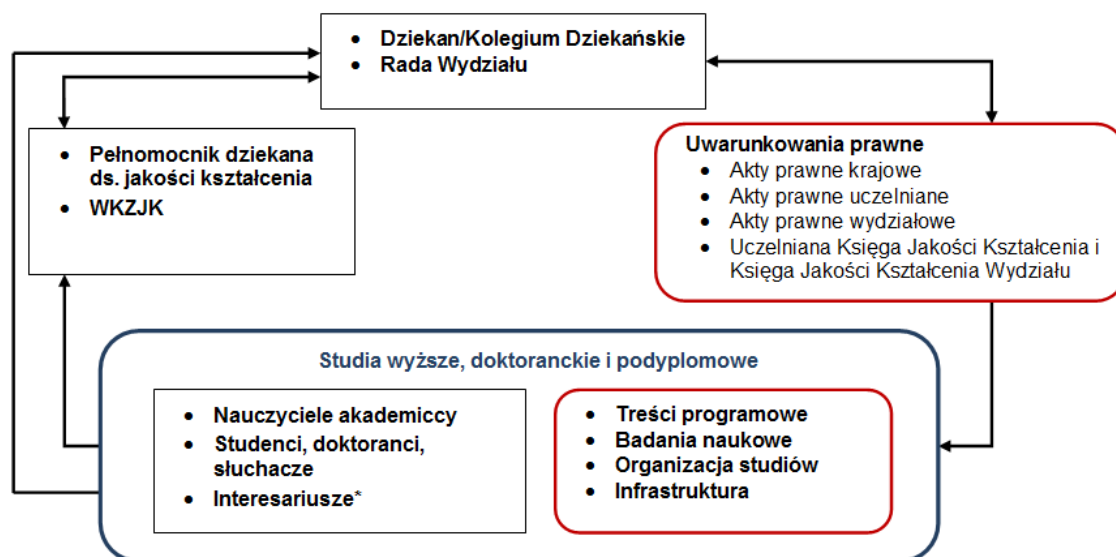 • Dziekan/Kolegium Dziekańskie
• Rada Wydziału
• Pełnomocnik dziekana
ds. jakości kształcenia
• WKZJK
Uwarunkowania prawne
• Akty prawne krajowe
• Akty prawne uczelniane
• Akty prawne wydziałowe
• Uczelniana Księga Jakości Kształcenia i
Księga Jakości Kształcenia Wydziału
Studia wyższe, doktoranckie i podyplomowe
• Nauczyciele akademiccy
• Studenci, doktoranci,
słuchacze
• Interesariusze*
• Treści programowe
• Badania naukowe
• Organizacja studiów
• Infrastruktura